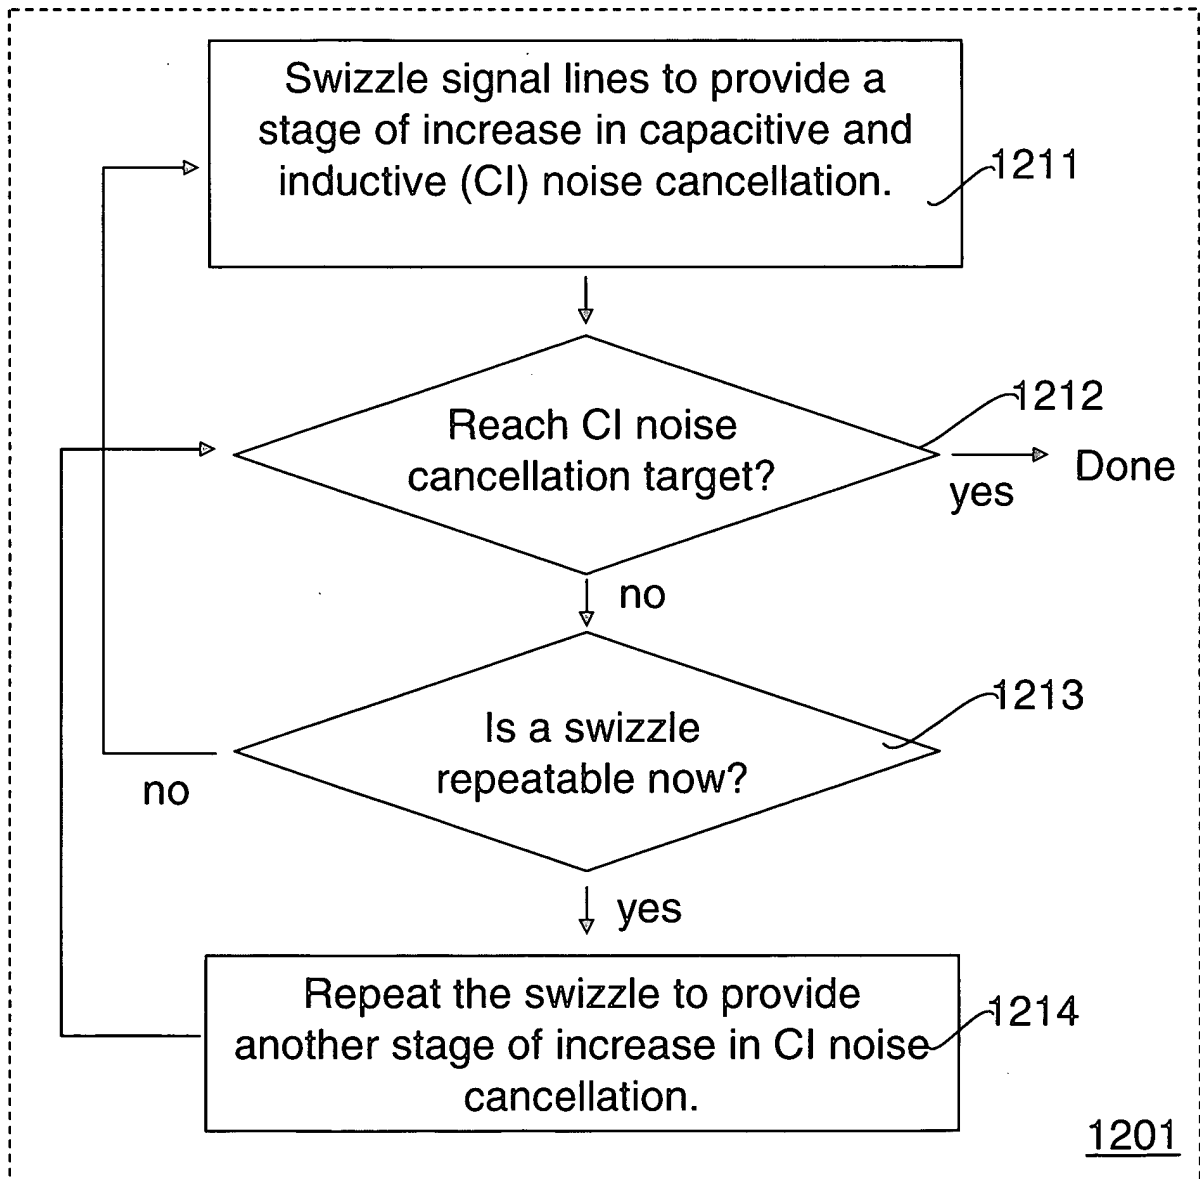 Swizzle signal lines to provide a
stage of increase in capacitive and
inductive (CI) noise cancellation.
1211
Reach CI noise
cancellation target?
1212
yes
Done
no
Is a swizzle
repeatable now?
1213
no
yes
Repeat the swizzle to provide
another stage of increase in CI noise
cancellation.
1214
1201